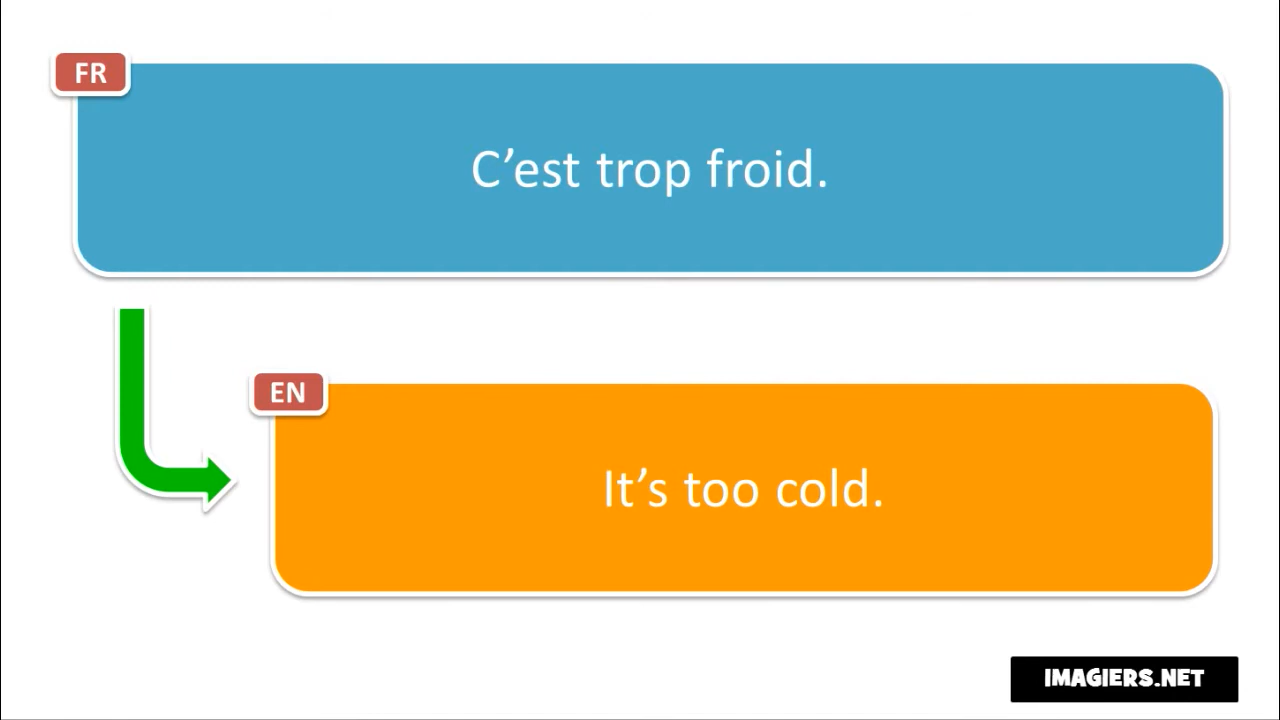 FR
C’est trop froid.
EN
It’s too cold.
IMAGIERS.NET